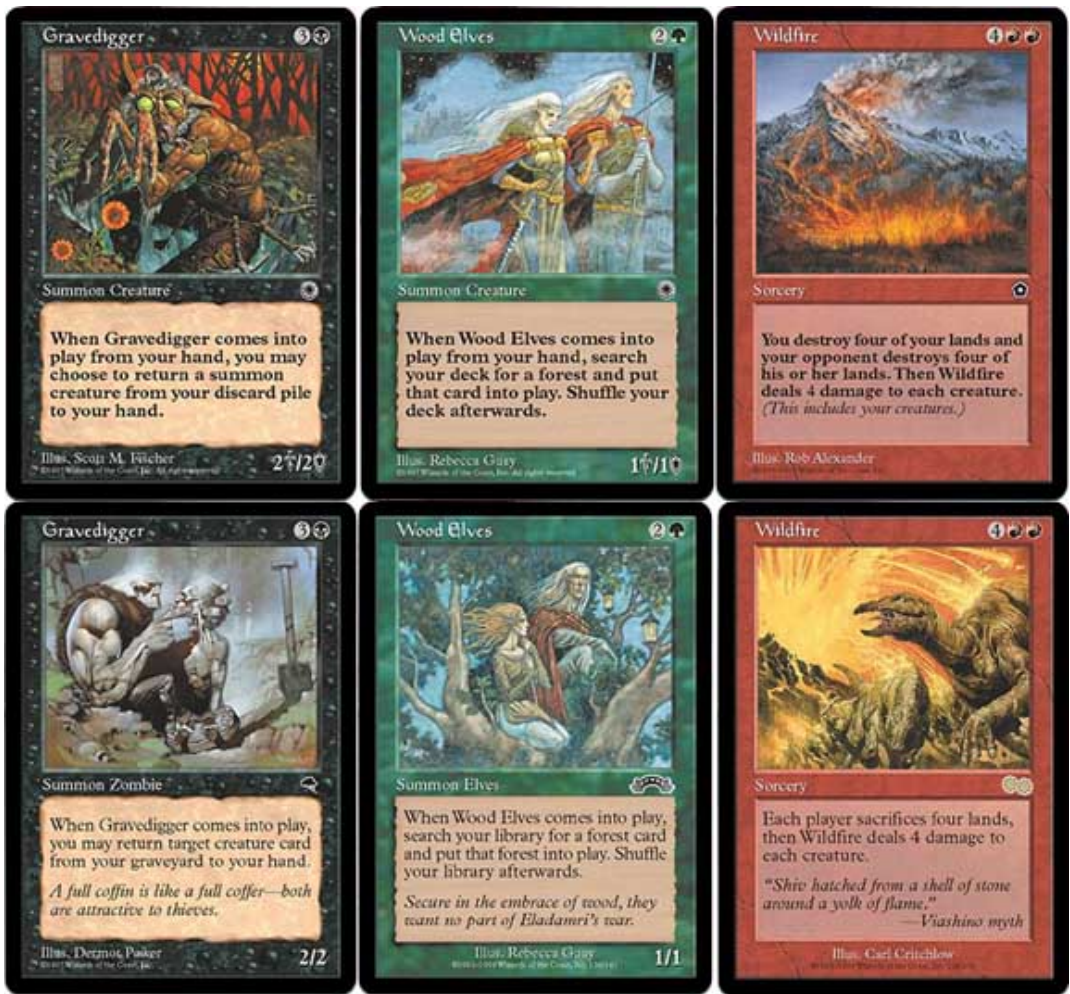 Gravedigger 3
Summon Creature
When Gravedigger comes into
play from your hand, you may
choose to return a summon
creature from your discard pile
to your hand.
Illus. Scott M. Fischer
2/2
Wood Elves 2
Summon Creature
When Wood Elves comes into
play from your hand, search
your deck for a forest and put
that card into play. Shuffle your
deck afterwards.
Illus. Rebecca Guay
1/1
Wildfire 4
Sorcery
You destroy four of your lands and
your opponent destroys four of
his or her lands. Then Wildfire
deals 4 damage to each creature.
(This includes your creatures.)
Illus. Rob Alexander
Gravedigger 3
Summon Zombie
When Gravedigger comes into play,
you may return target creature card
from your graveyard to your hand.
A full coffin is like a full coffer—both
are attractive to thieves.
Illus. Dermot Power
2/2
Wood Elves 2
Summon Elves
When Wood Elves comes into play,
search your library for a forest card
and put that forest into play. Shuffle
your library afterwards.
Secure in the embrace of wood, they
want no part of Eladamri's war.
Illus. Rebecca Guay
1/1
Wildfire 4
Sorcery
Each player sacrifices four lands,
then Wildfire deals 4 damage to
each creature.
"Shiv hatched from a shell of stone
around a yolk of flame."
—Viashino myth
Illus. Carl Critchlow